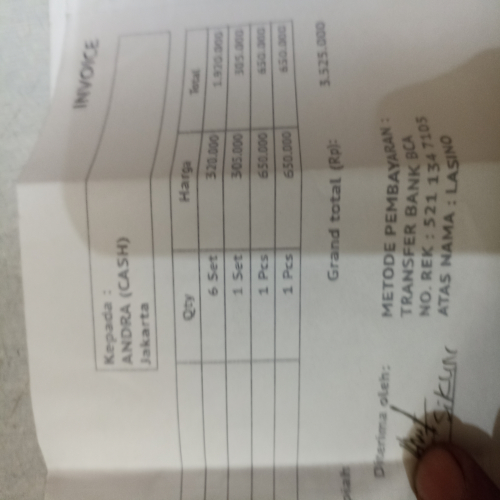 INVOICE
Kepada :
ANDRA (CASH)
Jakarta
Qty Harga Total
6 Set 320.000 1.920.000
1 Set 305.000 305.000
1 Pcs 650.000 650.000
1 Pcs 650.000 650.000
Grand total (Rp): 3.525.000
Diterima oleh:
METODE PEMBAYARAN :
TRANSFER BANK BCA
NO. REK : 521 134 7105
ATAS NAMA : LASINO